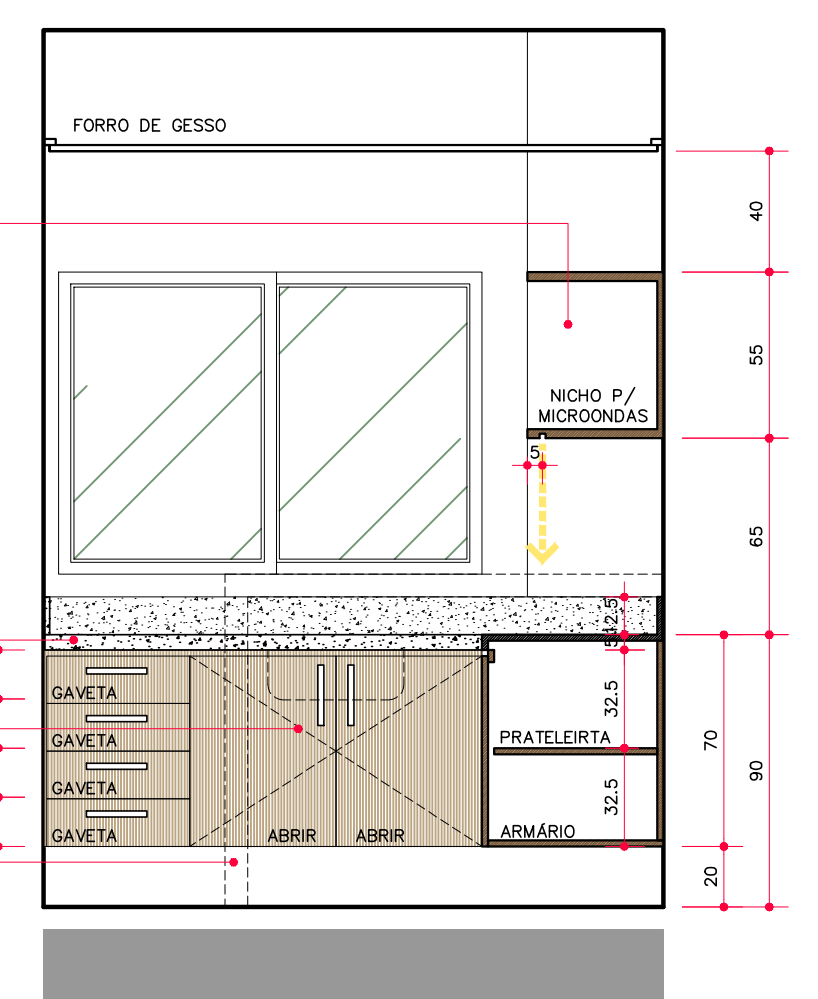 FORRO DE GESSO
40
55
NICHO P/
MICROONDAS
5
65
12.5
5
GAVETA
GAVETA
GAVETA
GAVETA
ABRIR
ABRIR
PRATELEIRTA
ARMÁRIO
32.5
32.5
70
90
20